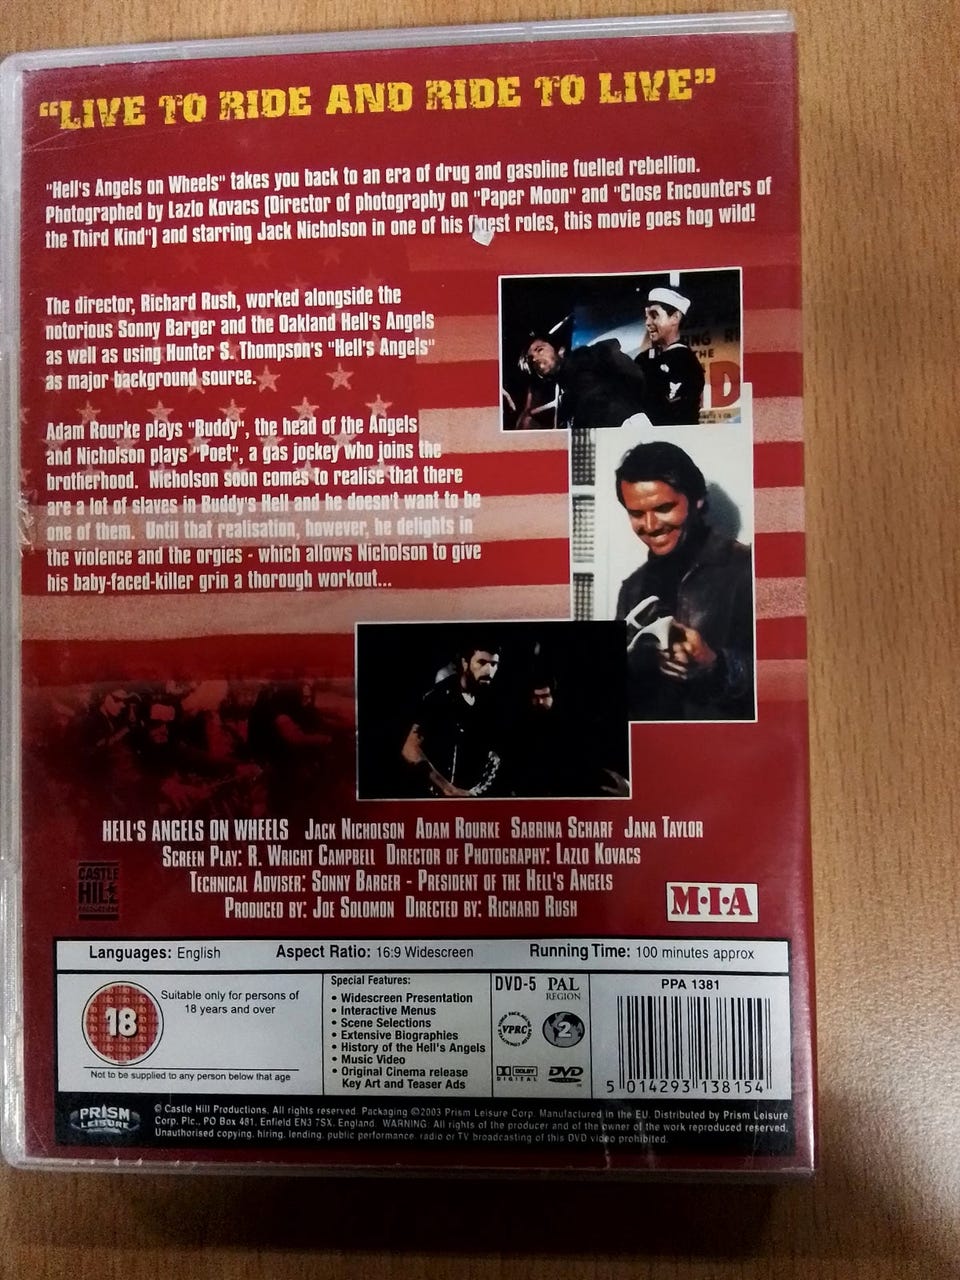 “LIVE TO RIDE AND RIDE TO LIVE”
"Hell's Angels on Wheels" takes you back to an era of drug and gasoline fuelled rebellion.
Photographed by Lazlo Kovacs (Director of photography on "Paper Moon" and "Close Encounters of
the Third Kind") and starring Jack Nicholson in one of his finest roles, this movie goes hog wild!
The director, Richard Rush, worked alongside the
notorious Sonny Barger and the Oakland Hell's Angels
as well as using Hunter S. Thompson's "Hell's Angels"
as major background source.
Adam Rourke plays "Buddy", the head of the Angels
and Nicholson plays "Poet", a gas jockey who joins the
brotherhood. Nicholson soon comes to realise that there
are a lot of slaves in Buddy's Hell and he doesn't want to be
one of them. Until that realisation, however, he delights in
the violence and the orgies - which allows Nicholson to give
his baby-faced-killer grin a thorough workout...
THE
D
HELL'S ANGELS ON WHEELS JACK NICHOLSON ADAM ROURKE SABRINA SCHARF JANA TAYLOR
SCREEN PLAY: R. WRIGHT CAMPBELL DIRECTOR OF PHOTOGRAPHY: LAZLO KOVACS
TECHNICAL ADVISER: SONNY BARGER - PRESIDENT OF THE HELL'S ANGELS
PRODUCED BY: JOE SOLOMON DIRECTED BY: RICHARD RUSH
CASTLE
HILL
PRODUCTIONS
M·I·A
Languages: English Aspect Ratio: 16:9 Widescreen Running Time: 100 minutes approx
18
Suitable only for persons of
18 years and over
Not to be supplied to any person below that age
Special Features:
• Widescreen Presentation
• Interactive Menus
• Scene Selections
• Extensive Biographies
• History of the Hell's Angels
• Music Video
• Original Cinema release
Key Art and Teaser Ads
DVD-5 PAL
REGION
VPRC
2
DOLBY
DIGITAL
DVD
PPA 1381
5 014293 138154
PRISM
LEISURE
© Castle Hill Productions. All rights reserved. Packaging ©2003 Prism Leisure Corp. Manufactured in the EU. Distributed by Prism Leisure
Corp. Plc., PO Box 481, Enfield EN3 7SX, England. WARNING: All rights of the producer and of the owner of the work reproduced reserved.
Unauthorised copying, hiring, lending, public performance, radio or TV broadcasting of this DVD video prohibited.